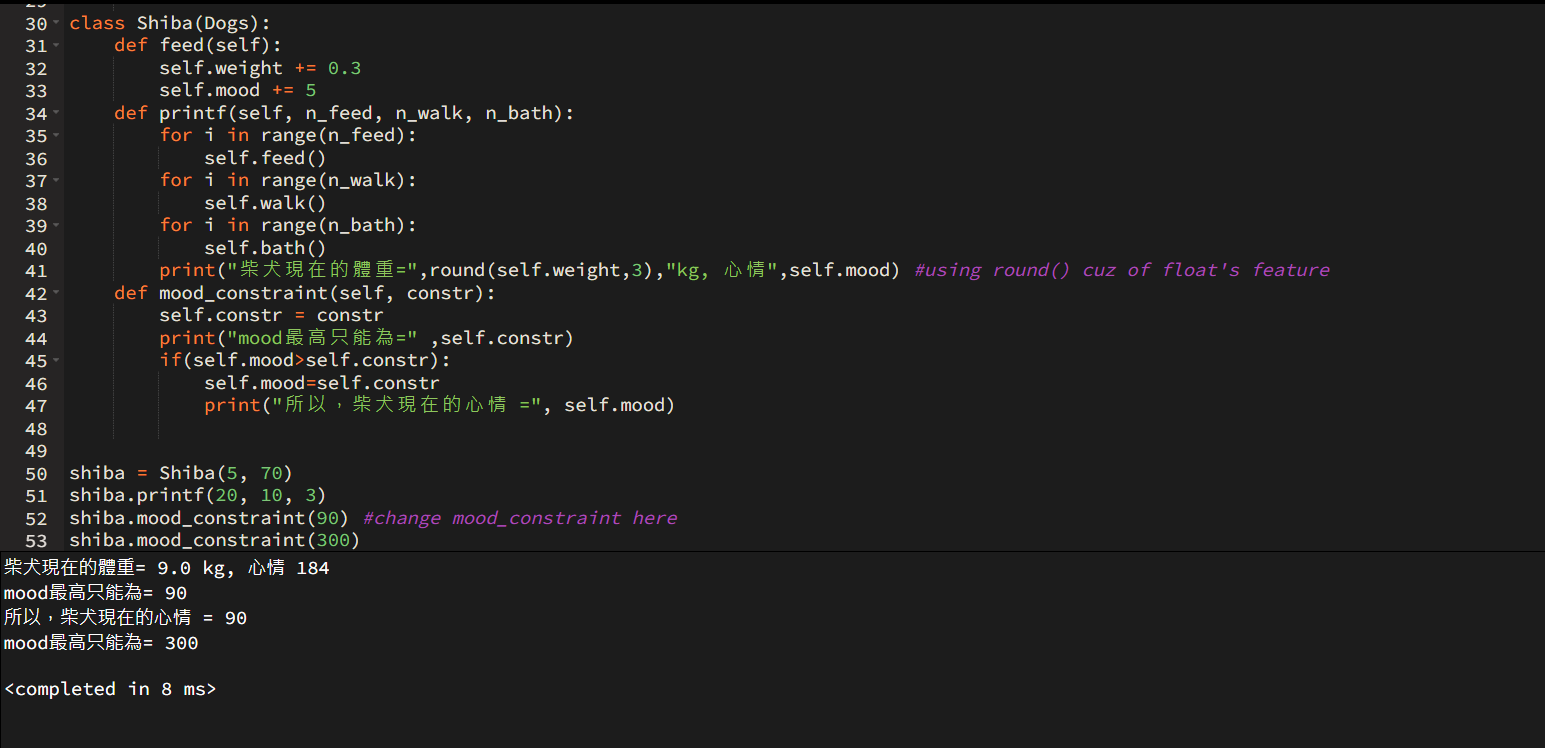 30 class Shiba(Dogs):
31     def feed(self):
32         self.weight += 0.3
33         self.mood += 5
34     def printf(self, n_feed, n_walk, n_bath):
35         for i in range(n_feed):
36             self.feed()
37         for i in range(n_walk):
38             self.walk()
39         for i in range(n_bath):
40             self.bath()
41         print("柴犬現在的體重=",round(self.weight,3),"kg, 心情",self.mood) #using round() cuz of float's feature
42     def mood_constraint(self, constr):
43         self.constr = constr
44         print("mood最高只能為=" ,self.constr)
45         if(self.mood>self.constr):
46             self.mood=self.constr
47             print("所以，柴犬現在的心情 =", self.mood)
48
49
50 shiba = Shiba(5, 70)
51 shiba.printf(20, 10, 3)
52 shiba.mood_constraint(90) #change mood_constraint here
53 shiba.mood_constraint(300)
柴犬現在的體重= 9.0 kg, 心情 184
mood最高只能為= 90
所以，柴犬現在的心情 = 90
mood最高只能為= 300
<completed in 8 ms>